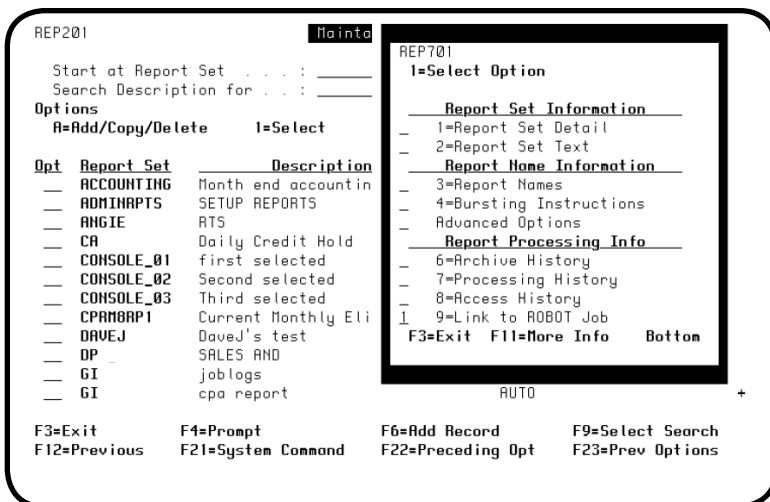 REP201 Mainta
Start at Report Set . . . :
Search Description for . . :
Options
A=Add/Copy/Delete 1=Select
Opt Report Set Description
ACCOUNTING Month end accountin
ADMINRPTS SETUP REPORTS
ANGIE RTS
CA Daily Credit Hold
CONSOLE_01 first selected
CONSOLE_02 Second selected
CONSOLE_03 Third selected
CPRM8RP1 Current Monthly Eli
DAVEJ DaveJ's test
DP SALES AND
GI joblogs
GI cpa report AUTO +
REP701
1=Select Option
Report Set Information
1=Report Set Detail
2=Report Set Text
Report Name Information
3=Report Names
4=Bursting Instructions
Advanced Options
Report Processing Info
6=Archive History
7=Processing History
8=Access History
1 9=Link to ROBOT Job
F3=Exit F11=More Info Bottom
F3=Exit F4=Prompt F6=Add Record F9=Select Search
F12=Previous F21=System Command F22=Preceding Opt F23=Prev Options